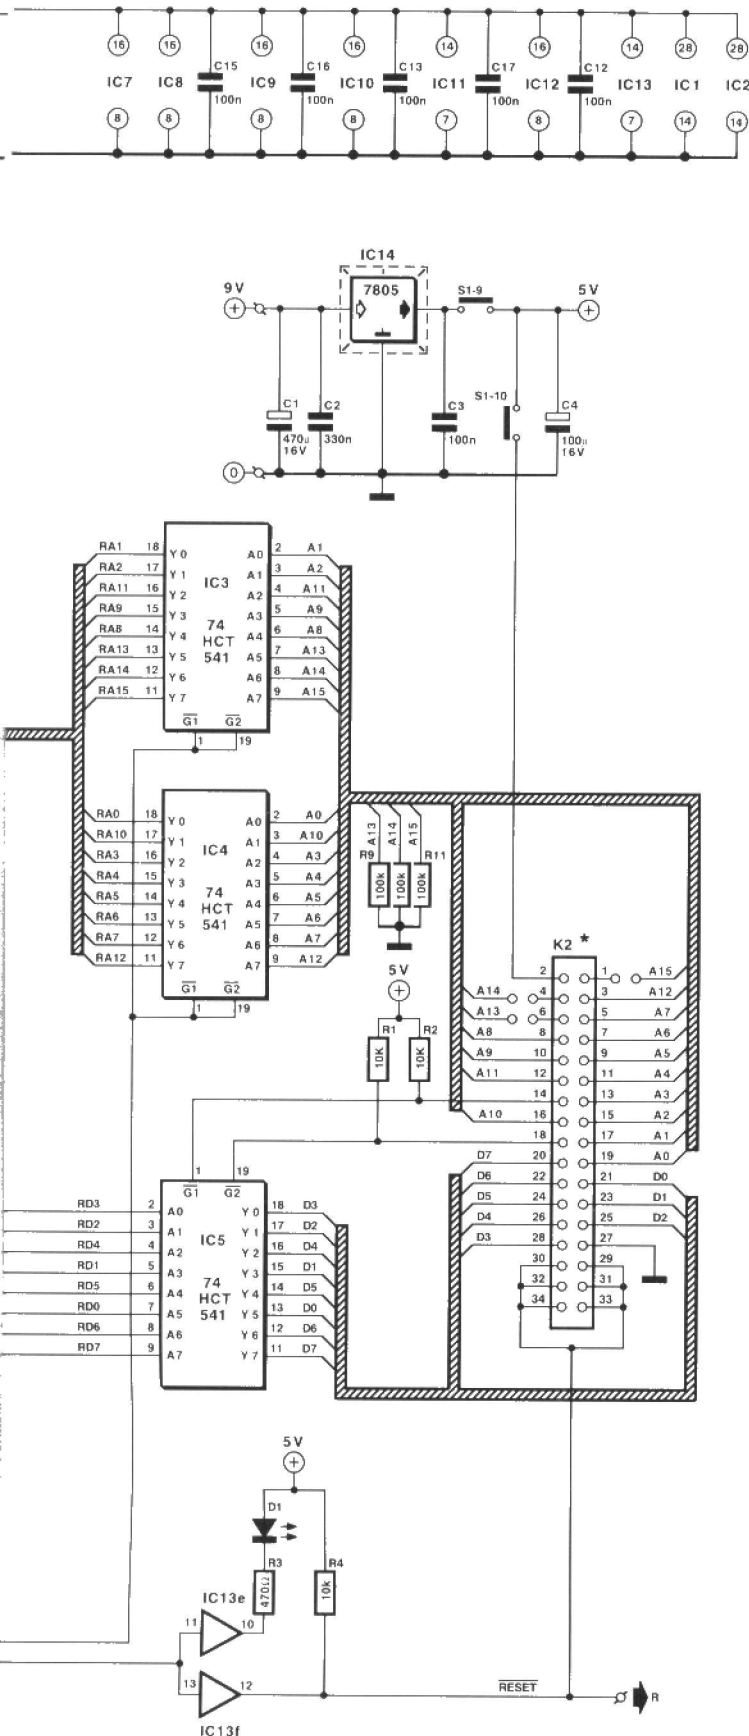 16 16 16 16 14 16 14 28 28
C15 C16 C13 C17 C12
IC7 IC8 IC9 IC10 IC11 IC12 IC13 IC1 IC2
100n 100n 100n 100n 100n
8 8 8 8 7 8 7 14 14
IC14
9V 7805 S1-9 5V
S1-10
C1 C2 C3 C4
470µ 330n 100n 100µ
16V 16V
0
RA1 18 Y0 A0 2 A1
RA2 17 Y1 A1 3 A2
RA11 16 Y2 IC3 A2 4 A11
RA9 15 Y3 A3 5 A9
RA8 14 Y4 74 A4 6 A8
RA13 13 Y5 HCT A5 7 A13
RA14 12 Y6 541 A6 8 A14
RA15 11 Y7 A7 9 A15
G1 G2
1 19
RA0 18 Y0 A0 2 A0
RA10 17 Y1 A1 3 A10
RA3 16 Y2 IC4 A2 4 A3
RA4 15 Y3 A3 5 A4
RA5 14 Y4 74 A4 6 A5
RA6 13 Y5 HCT A5 7 A6
RA7 12 Y6 541 A6 8 A7
RA12 11 Y7 A7 9 A12
G1 G2
1 19
A13 A14 A15
R9 R11
100k 100k 100k
5V
R1 R2
10K 10K
K2 *
2 1 A15
A14 4 3 A12
A13 6 5 A7
A8 8 7 A6
A9 10 9 A5
A11 12 11 A4
14 13 A3
A10 16 15 A2
18 17 A1
D7 20 19 A0
D6 22 21 D0
D5 24 23 D1
D4 26 25 D2
D3 28 27
30 29
32 31
34 33
1 19
G1 G2
RD3 2 A0 Y0 18 D3
RD2 3 A1 Y1 17 D2
RD4 4 A2 IC5 Y2 16 D4
RD1 5 A3 Y3 15 D1
RD5 6 A4 74 Y4 14 D5
RD0 7 A5 HCT Y5 13 D0
RD6 8 A6 541 Y6 12 D6
RD7 9 A7 Y7 11 D7
5V
D1
R3 R4
470Ω 10k
IC13e
11 10
13 12
RESET R
IC13f